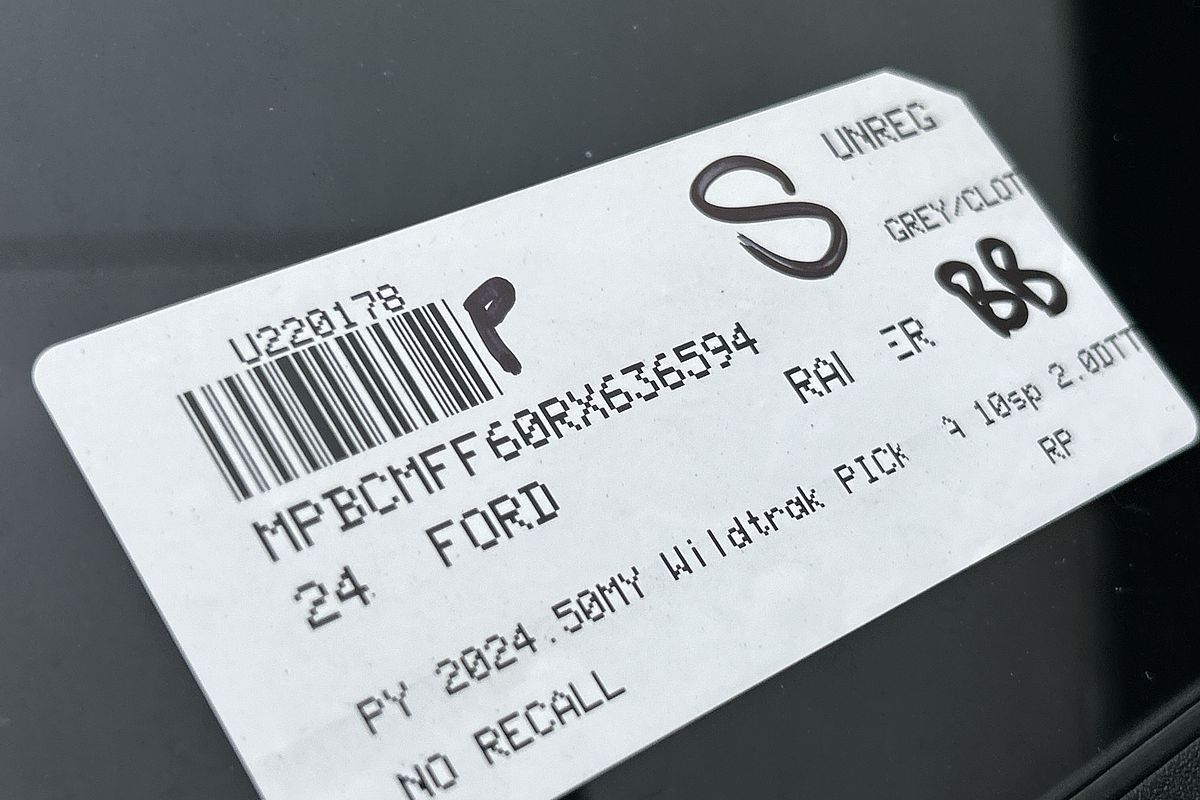 UNREG
S
GREY/CLOT
U220178
P
BB
MPBCMFF60RX636594
24 FORD
PY 2024.50MY Wildtrak PICK 10sp 2.0DTT
RP
NO RECALL